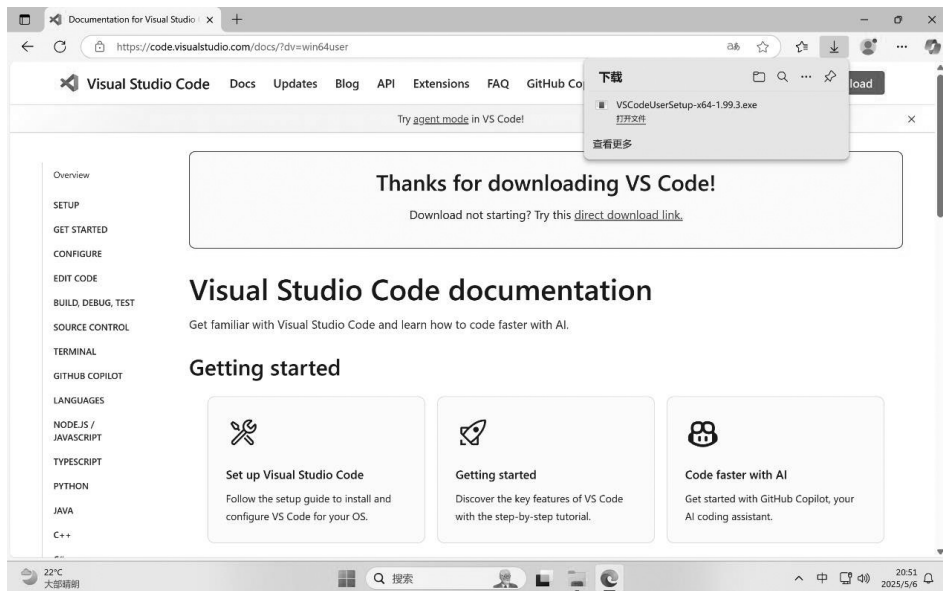 Documentation for Visual Studio
https://code.visualstudio.com/docs/?dv=win64user
Visual Studio Code Docs Updates Blog API Extensions FAQ GitHub Co
load
下载
VSCodeUserSetup-x64-1.99.3.exe
打开文件
查看更多
Try agent mode in VS Code!
Thanks for downloading VS Code!
Download not starting? Try this direct download link.
Overview
SETUP
GET STARTED
CONFIGURE
EDIT CODE
BUILD, DEBUG, TEST
SOURCE CONTROL
TERMINAL
GITHUB COPILOT
LANGUAGES
NODE.JS /
JAVASCRIPT
TYPESCRIPT
PYTHON
JAVA
C++
Visual Studio Code documentation
Get familiar with Visual Studio Code and learn how to code faster with AI.
Getting started
Set up Visual Studio Code
Follow the setup guide to install and
configure VS Code for your OS.
Getting started
Discover the key features of VS Code
with the step-by-step tutorial.
Code faster with AI
Get started with GitHub Copilot, your
AI coding assistant.
22°C
大部晴朗
搜索
中
20:51
2025/5/6